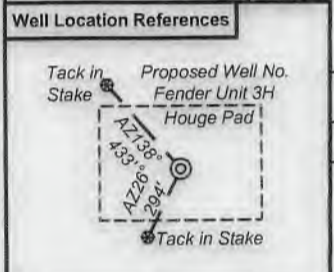 Well Location References
Tack in
Stake
Proposed Well No.
Fender Unit 3H
Houge Pad
AZ138°
433'
AZ26°
294'
Tack in Stake